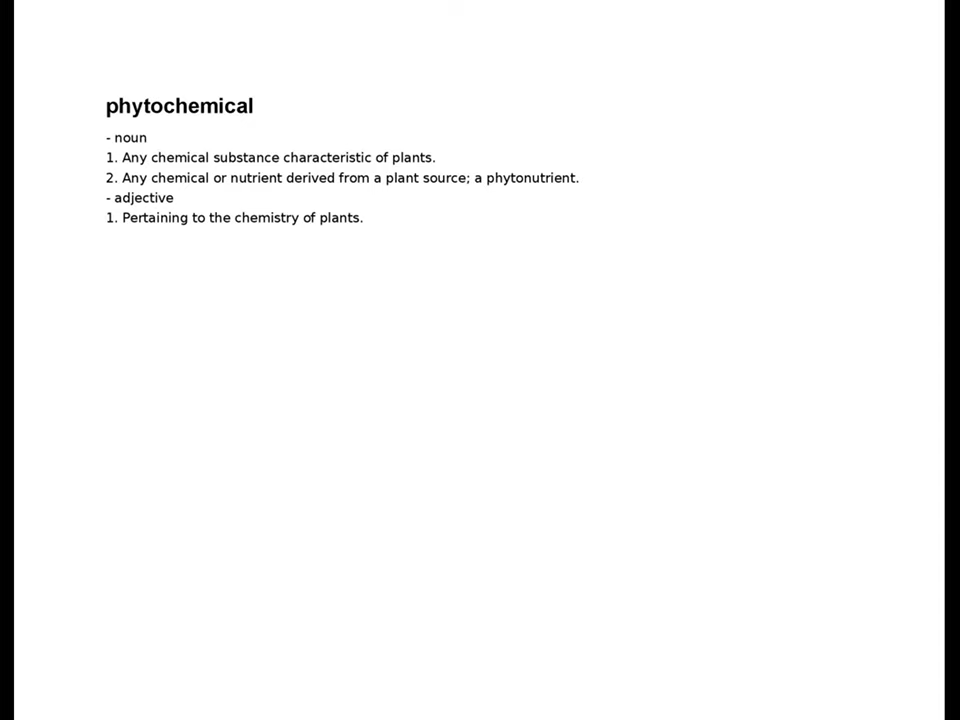 phytochemical
- noun
1. Any chemical substance characteristic of plants.
2. Any chemical or nutrient derived from a plant source; a phytonutrient.
- adjective
1. Pertaining to the chemistry of plants.